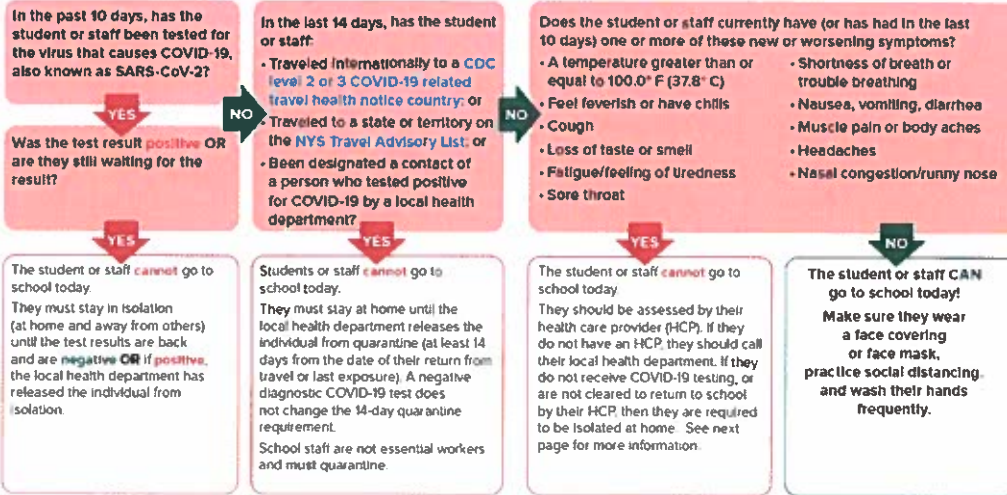 In the past 10 days, has the
student or staff been tested for
the virus that causes COVID-19,
also known as SARS-CoV-2?
YES
NO
Was the test result positive OR
are they still waiting for the
result?
YES
The student or staff cannot go to
school today.
They must stay in isolation
(at home and away from others)
until the test results are back
and are negative OR if positive,
the local health department has
released the individual from
isolation.
In the last 14 days, has the student
or staff:
• Traveled internationally to a CDC
level 2 or 3 COVID-19 related
travel health notice country; or
• Traveled to a state or territory on
the NYS Travel Advisory List; or
• Been designated a contact of
a person who tested positive
for COVID-19 by a local health
department?
NO
YES
Students or staff cannot go to
school today.
They must stay at home until the
local health department releases the
individual from quarantine (at least 14
days from the date of their return from
travel or last exposure). A negative
diagnostic COVID-19 test does
not change the 14-day quarantine
requirement.
School staff are not essential workers
and must quarantine.
Does the student or staff currently have (or has had in the last
10 days) one or more of these new or worsening symptoms?
• A temperature greater than or
equal to 100.0° F (37.8° C)
• Feel feverish or have chills
• Cough
• Loss of taste or smell
• Fatigue/feeling of tiredness
• Sore throat
• Shortness of breath or
trouble breathing
• Nausea, vomiting, diarrhea
• Muscle pain or body aches
• Headaches
• Nasal congestion/runny nose
YES
The student or staff cannot go to
school today.
They should be assessed by their
health care provider (HCP). If they
do not have an HCP, they should call
their local health department. If they
do not receive COVID-19 testing, or
are not cleared to return to school
by their HCP, then they are required
to be isolated at home. See next
page for more information.
NO
The student or staff CAN
go to school today!
Make sure they wear
a face covering
or face mask,
practice social distancing,
and wash their hands
frequently.